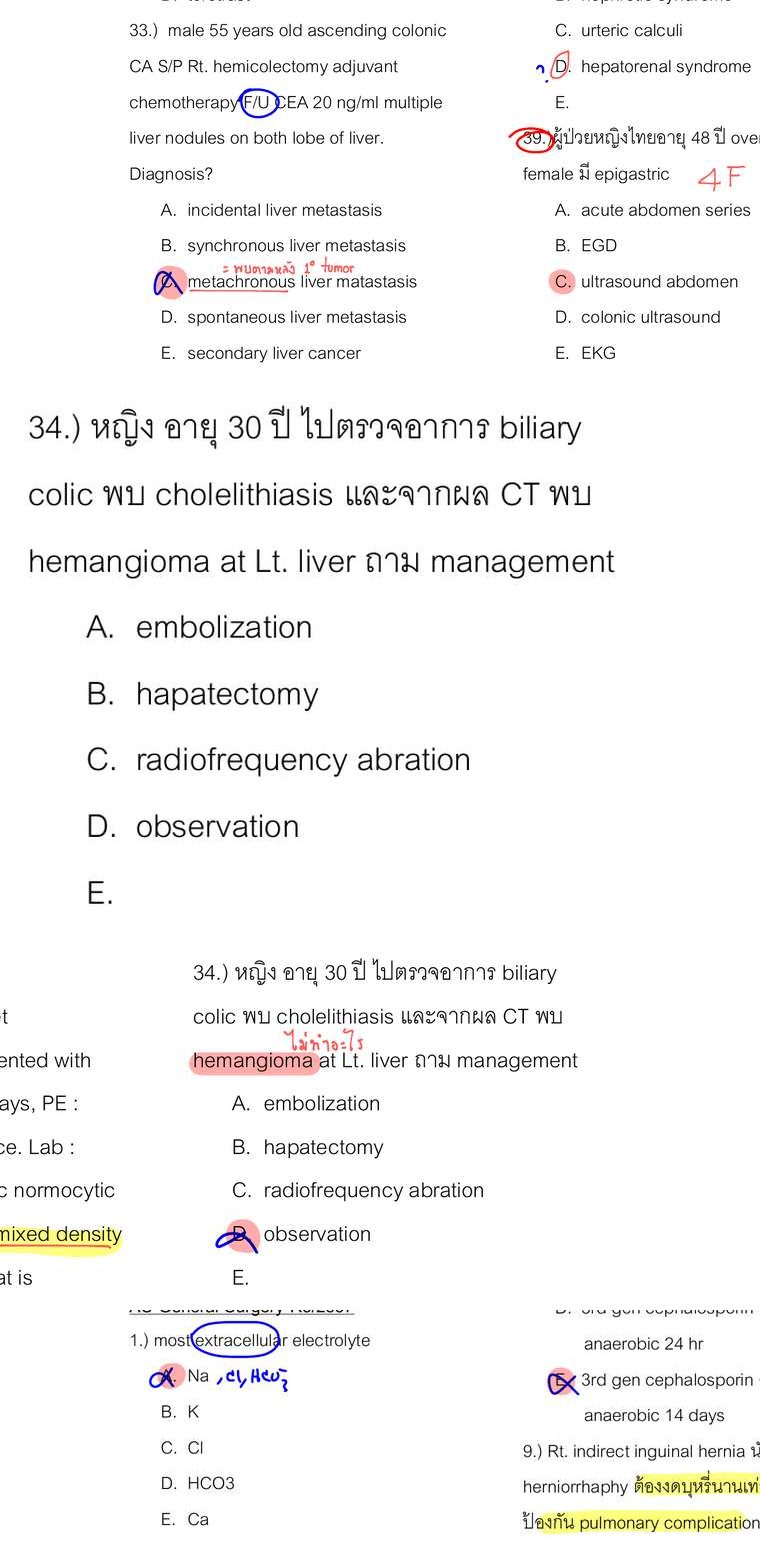 33.) male 55 years old ascending colonic
CA S/P Rt. hemicolectomy adjuvant
chemotherapy F/U CEA 20 ng/ml multiple
liver nodules on both lobe of liver.
Diagnosis?
A. incidental liver metastasis
B. synchronous liver metastasis
= พบภายหลัง 1° tumor
C. metachronous liver matastasis
D. spontaneous liver metastasis
E. secondary liver cancer
C. urteric calculi
? D. hepatorenal syndrome
E.
39.) ผู้ป่วยหญิงไทยอายุ 48 ปี
female มี epigastric 4F
A. acute abdomen series
B. EGD
C. ultrasound abdomen
D. colonic ultrasound
E. EKG
34.) หญิง อายุ 30 ปี ไปตรวจอาการ biliary
colic พบ cholelithiasis และจากผล CT พบ
hemangioma at Lt. liver ถาม management
A. embolization
B. hapatectomy
C. radiofrequency abration
D. observation
E.
ented with
ays, PE :
ce. Lab :
c normocytic
mixed density
at is
34.) หญิง อายุ 30 ปี ไปตรวจอาการ biliary
colic พบ cholelithiasis และจากผล CT พบ
ไม่ทำอะไร
hemangioma at Lt. liver ถาม management
A. embolization
B. hapatectomy
C. radiofrequency abration
D. observation
E.
1.) most extracellular electrolyte
A. Na , Cl, HCO3-
B. K
C. Cl
D. HCO3
E. Ca
anaerobic 24 hr
E. 3rd gen cephalosporin
anaerobic 14 days
9.) Rt. indirect inguinal hernia
herniorrhaphy ต้องงดบุหรี่นานเท่
ป้องกัน pulmonary complication